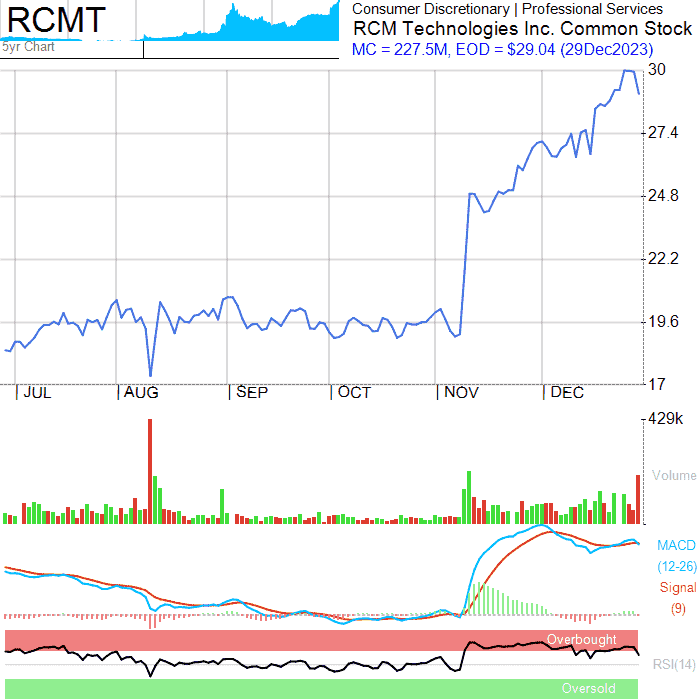 RCMT
5yr Chart
Consumer Discretionary | Professional Services
RCM Technologies Inc. Common Stock
MC = 227.5M, EOD = $29.04 (29Dec2023)
30
27.4
24.8
22.2
19.6
17
JUL AUG SEP OCT NOV DEC
429k
Volume
MACD
(12-26)
Signal
(9)
Overbought
RSI(14)
Oversold